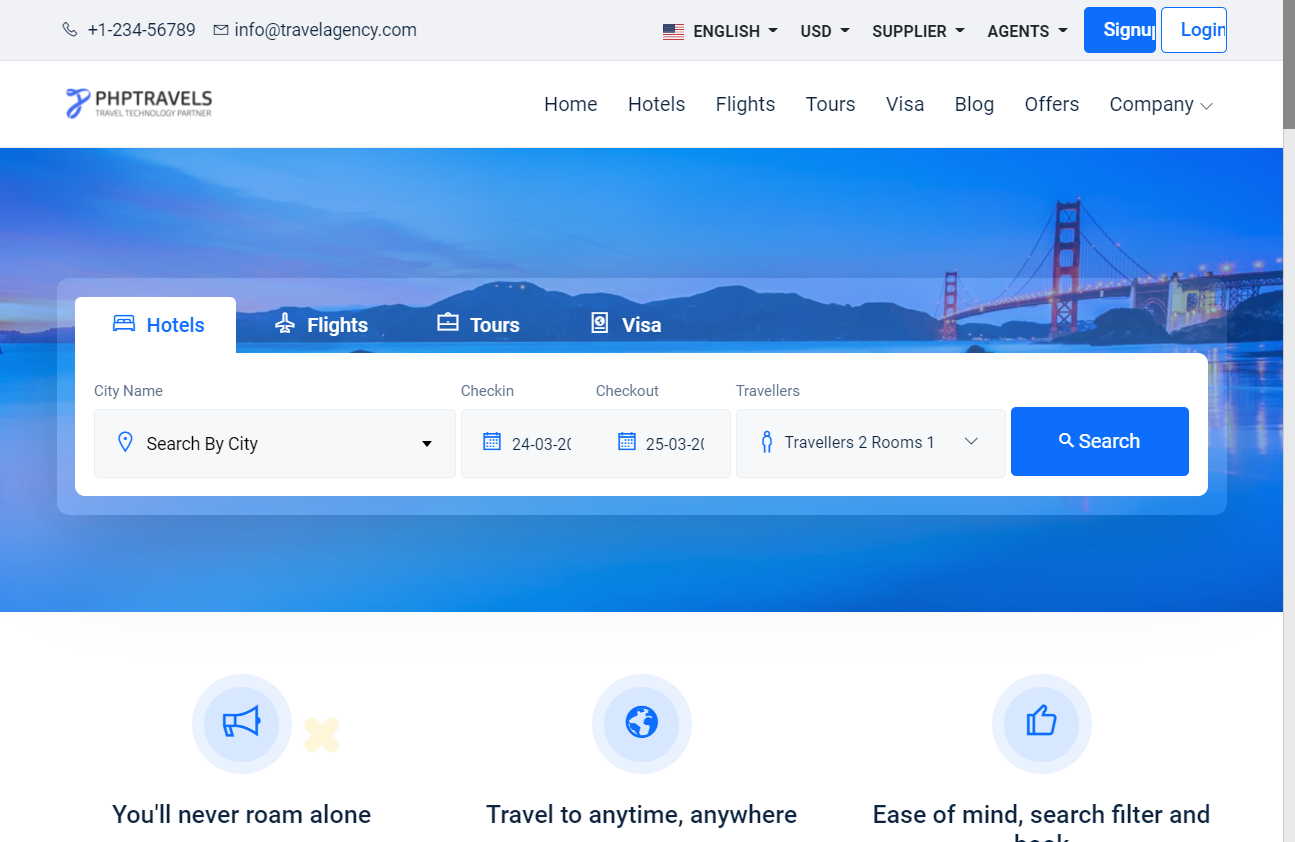 +1-234-56789 info@travelagency.com ENGLISH USD SUPPLIER AGENTS Signup Login
PHPTRAVELS
TRAVEL TECHNOLOGY PARTNER
Home Hotels Flights Tours Visa Blog Offers Company
Hotels Flights Tours Visa
City Name Checkin Checkout Travellers
Search By City 24-03-20 25-03-20 Travellers 2 Rooms 1 Search
You'll never roam alone Travel to anytime, anywhere Ease of mind, search filter and
book